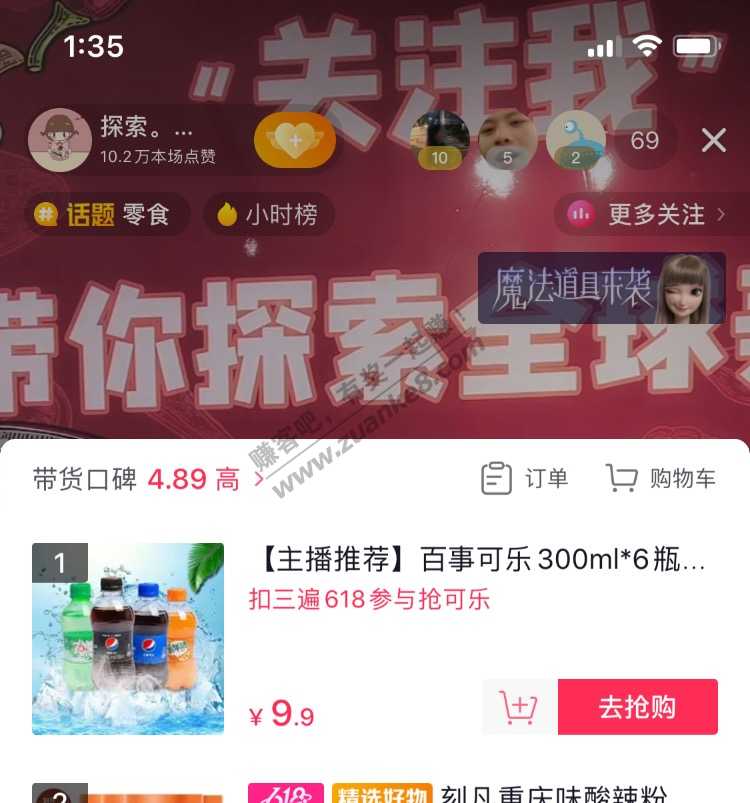 1:35
“关注我”
探索。...
10.2万本场点赞
10
5
2
69
# 话题 零食
小时榜
更多关注 >
魔法道具来袭
带你探索全球
赚客吧，有奖一起赚！
www.zuanke8.com
带货口碑 4.89 高 >
订单
购物车
1
【主播推荐】百事可乐300ml*6瓶...
扣三遍618参与抢可乐
¥9.9
去抢购
2
618 精选好物 刻凡重庆味酸辣粉